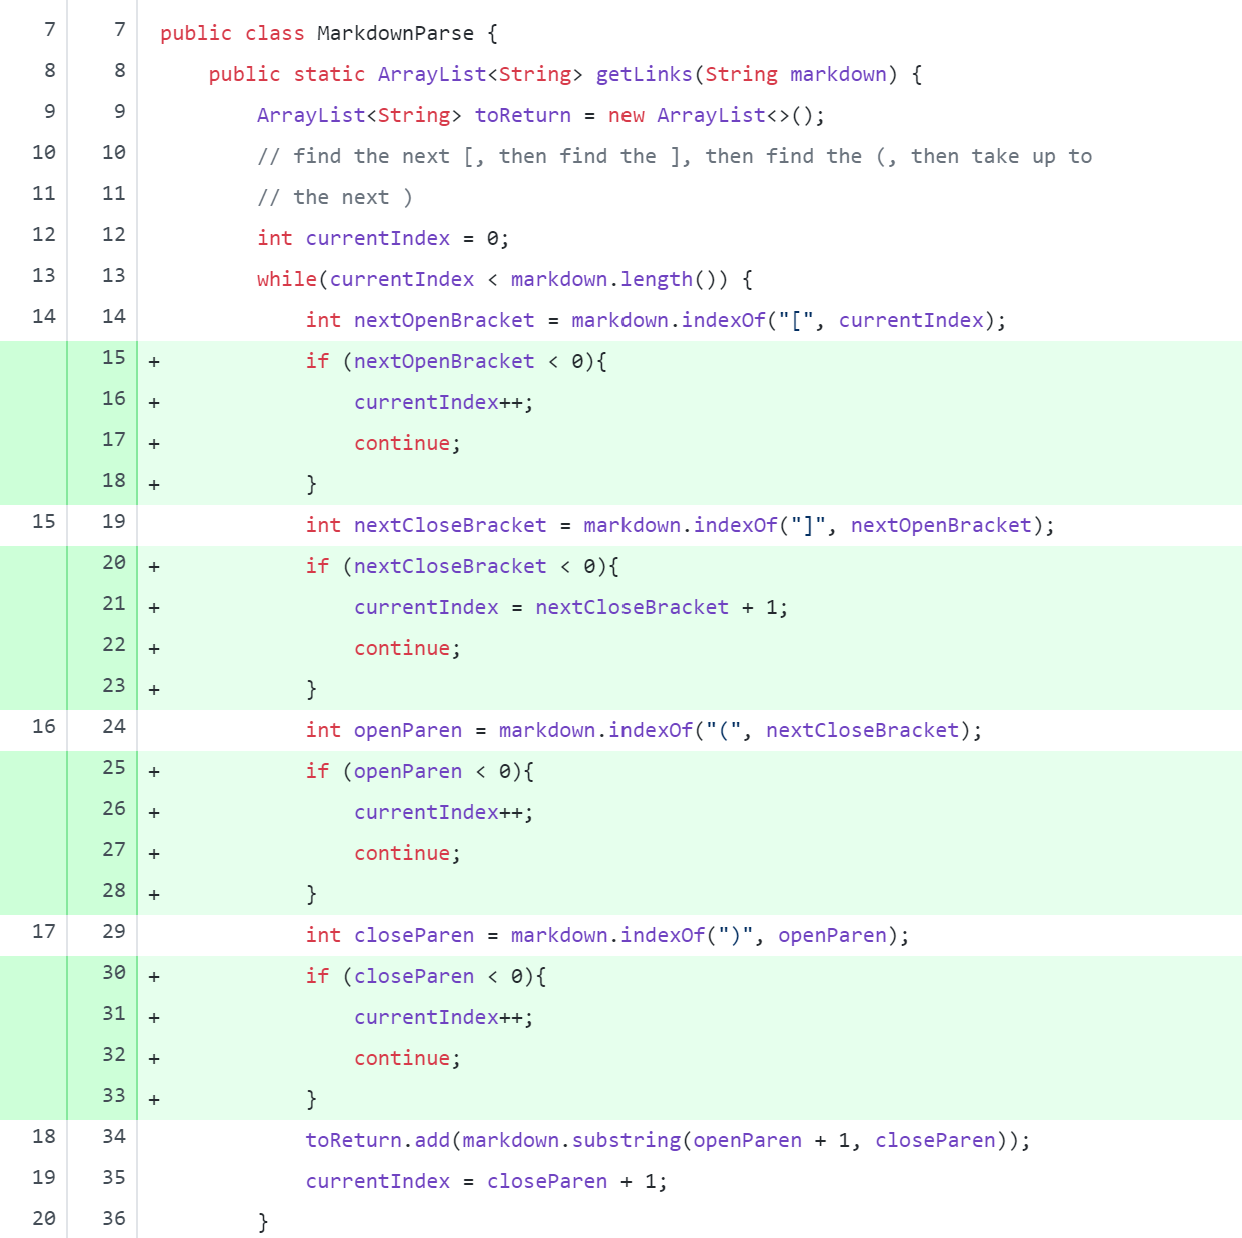 7 7 public class MarkdownParse {
8 8 public static ArrayList<String> getLinks(String markdown) {
9 9 ArrayList<String> toReturn = new ArrayList<>();
10 10 // find the next [, then find the ], then find the (, then take up to
11 11 // the next )
12 12 int currentIndex = 0;
13 13 while(currentIndex < markdown.length()) {
14 14 int nextOpenBracket = markdown.indexOf("[", currentIndex);
15 + if (nextOpenBracket < 0){
16 + currentIndex++;
17 + continue;
18 + }
15 19 int nextCloseBracket = markdown.indexOf("]", nextOpenBracket);
20 + if (nextCloseBracket < 0){
21 + currentIndex = nextCloseBracket + 1;
22 + continue;
23 + }
16 24 int openParen = markdown.indexOf("(", nextCloseBracket);
25 + if (openParen < 0){
26 + currentIndex++;
27 + continue;
28 + }
17 29 int closeParen = markdown.indexOf(")", openParen);
30 + if (closeParen < 0){
31 + currentIndex++;
32 + continue;
33 + }
18 34 toReturn.add(markdown.substring(openParen + 1, closeParen));
19 35 currentIndex = closeParen + 1;
20 36 }